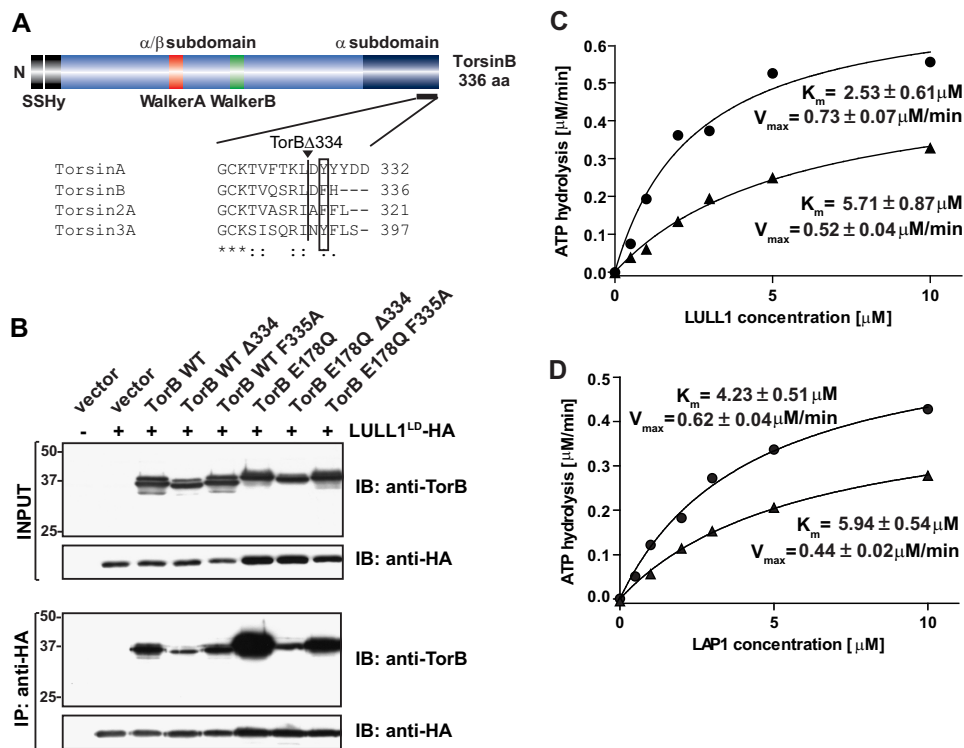 A
α/β subdomain
α subdomain
N
TorsinB
336 aa
SSHy
WalkerA
WalkerB
TorBΔ334
TorsinA GCKTVFTKLDYYYDD 332
TorsinB GCKTVQSRLDFH--- 336
Torsin2A GCKTVASRIAFFL-- 321
Torsin3A GCKSISQRINYFLS- 397
***: : : : . .
B
vector
vector
TorB WT
TorB WT Δ334
TorB WT F335A
TorB E178Q
TorB E178Q Δ334
TorB E178Q F335A
- + + + + + + + LULL1LD-HA
INPUT
50-
37-
25-
IB: anti-TorB
IB: anti-HA
IP: anti-HA
50-
37-
25-
IB: anti-TorB
IB: anti-HA
C
ATP hydrolysis [µM/min]
0.6
0.5
0.4
0.3
0.2
0.1
0.0
Km = 2.53 ± 0.61µM
Vmax= 0.73 ± 0.07µM/min
Km = 5.71 ± 0.87µM
Vmax= 0.52 ± 0.04µM/min
0 5 10
LULL1 concentration [µM]
D
ATP hydrolysis [µM/min]
0.5
0.4
0.3
0.2
0.1
0.0
Km = 4.23 ± 0.51µM
Vmax= 0.62 ± 0.04µM/min
Km = 5.94 ± 0.54µM
Vmax= 0.44 ± 0.02µM/min
0 5 10
LAP1 concentration [ µM]